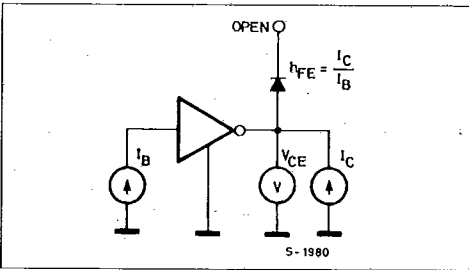 OPEN
hFE = IC
IB
IB
VCE
IC
V
S-1980